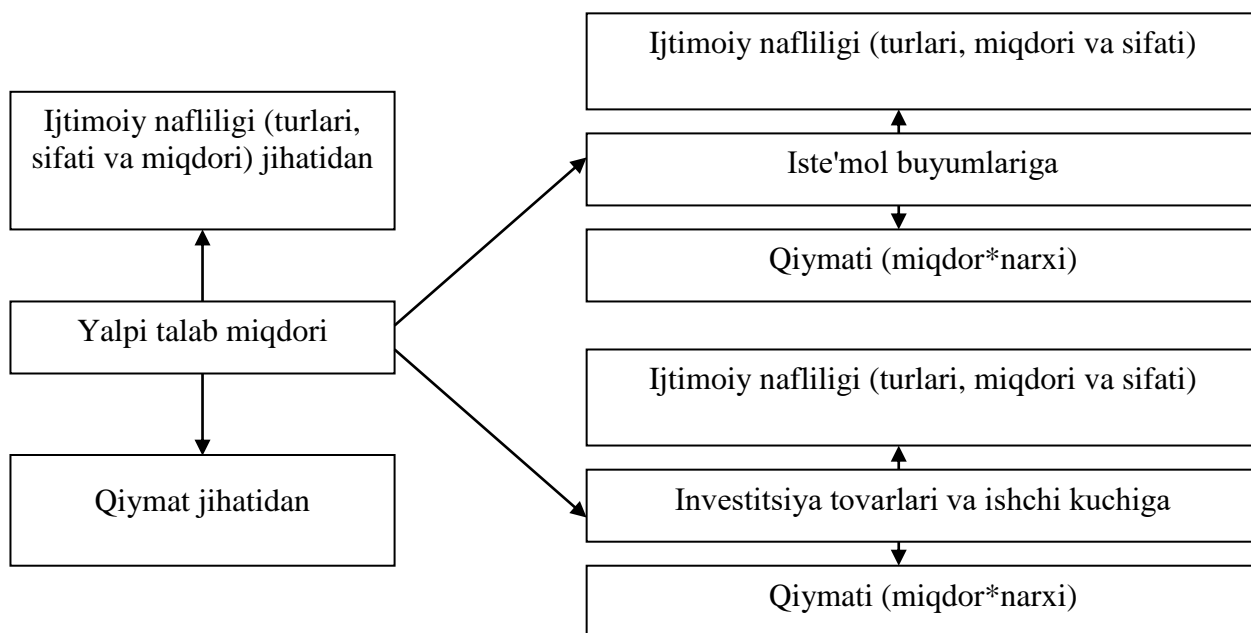 Ijtimoiy nafliligi (turlari,
sifati va miqdori) jihatidan
Yalpi talab miqdori
Qiymat jihatidan
Ijtimoiy nafliligi (turlari, miqdori va sifati)
Iste'mol buyumlariga
Qiymati (miqdor*narxi)
Ijtimoiy nafliligi (turlari, miqdori va sifati)
Investitsiya tovarlari va ishchi kuchiga
Qiymati (miqdor*narxi)